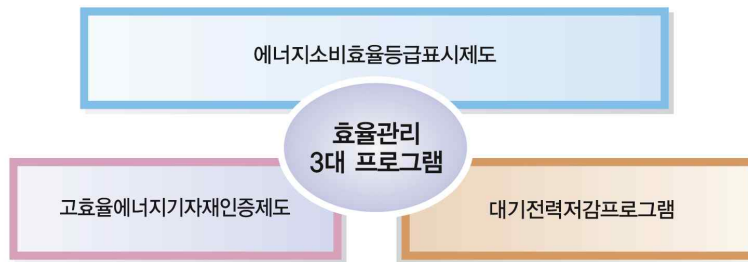 에너지소비효율등급표시제도
효율관리
3대 프로그램
고효율에너지기자재인증제도
대기전력저감프로그램